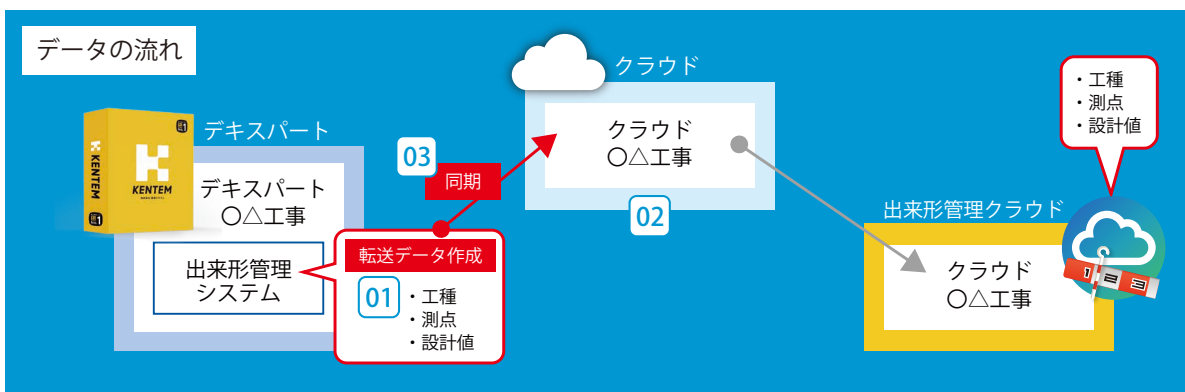 データの流れ
クラウド
・工種
・測点
・設計値
デキスパート
KENTEM
KENTEM
クラウド
〇△工事
03
同期
デキスパート
〇△工事
02
出来形管理クラウド
転送データ作成
出来形管理
システム
01
・工種
・測点
・設計値
クラウド
〇△工事
1 2 3